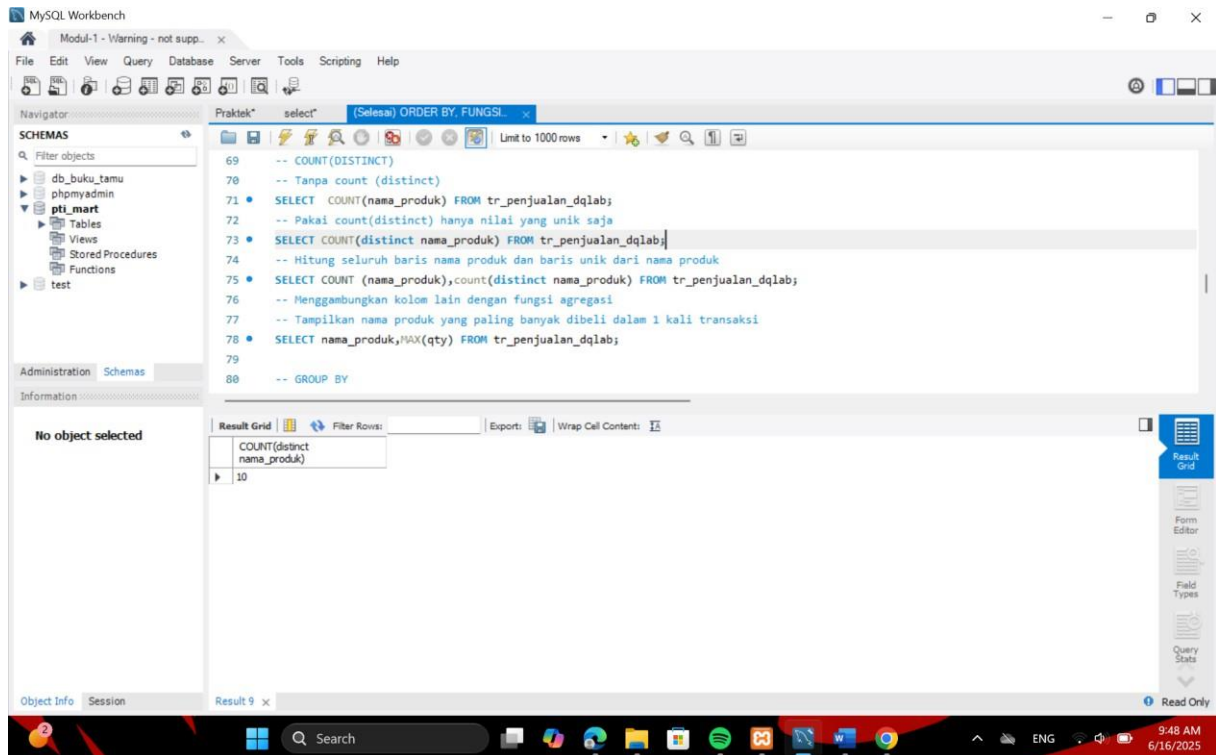 MySQL Workbench
Modul-1 - Warning - not supp..
File Edit View Query Database Server Tools Scripting Help
Navigator
Praktek*
select*
(Selesai) ORDER BY, FUNGSI..
SCHEMAS
Filter objects
db_buku_tamu
phpmyadmin
pti_mart
Tables
Views
Stored Procedures
Functions
test
Administration Schemas
Information
No object selected
Limit to 1000 rows
69 -- COUNT(DISTINCT)
70 -- Tanpa count (distinct)
71 SELECT COUNT(nama_produk) FROM tr_penjualan_dqlab;
72 -- Pakai count(distinct) hanya nilai yang unik saja
73 SELECT COUNT(distinct nama_produk) FROM tr_penjualan_dqlab;
74 -- Hitung seluruh baris nama produk dan baris unik dari nama produk
75 SELECT COUNT (nama_produk),count(distinct nama_produk) FROM tr_penjualan_dqlab;
76 -- Menggambungkan kolom lain dengan fungsi agregasi
77 -- Tampilkan nama produk yang paling banyak dibeli dalam 1 kali transaksi
78 SELECT nama_produk,MAX(qty) FROM tr_penjualan_dqlab;
79
80 -- GROUP BY
Result Grid Filter Rows: Export: Wrap Cell Content:
COUNT(distinct
nama_produk)
10
Result
Grid
Form
Editor
Field
Types
Query
Stats
Object Info Session
Result 9
Read Only
2
Search
ENG
9:48 AM
6/16/2025